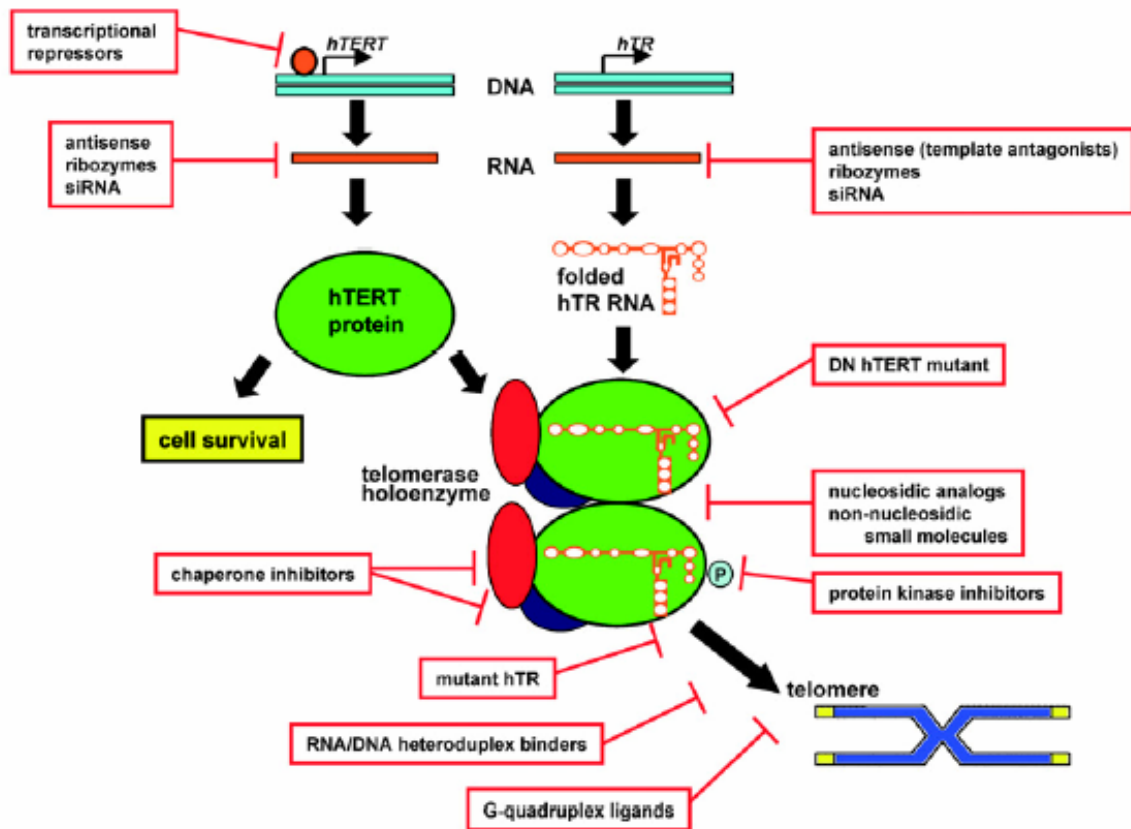 transcriptional
repressors
hTERT
hTR
DNA
antisense
ribozymes
siRNA
RNA
antisense (template antagonists)
ribozymes
siRNA
hTERT
protein
folded
hTR RNA
DN hTERT mutant
cell survival
telomerase
holoenzyme
nucleosidic analogs
non-nucleosidic
small molecules
chaperone inhibitors
P
protein kinase inhibitors
mutant hTR
telomere
RNA/DNA heteroduplex binders
G-quadruplex ligands